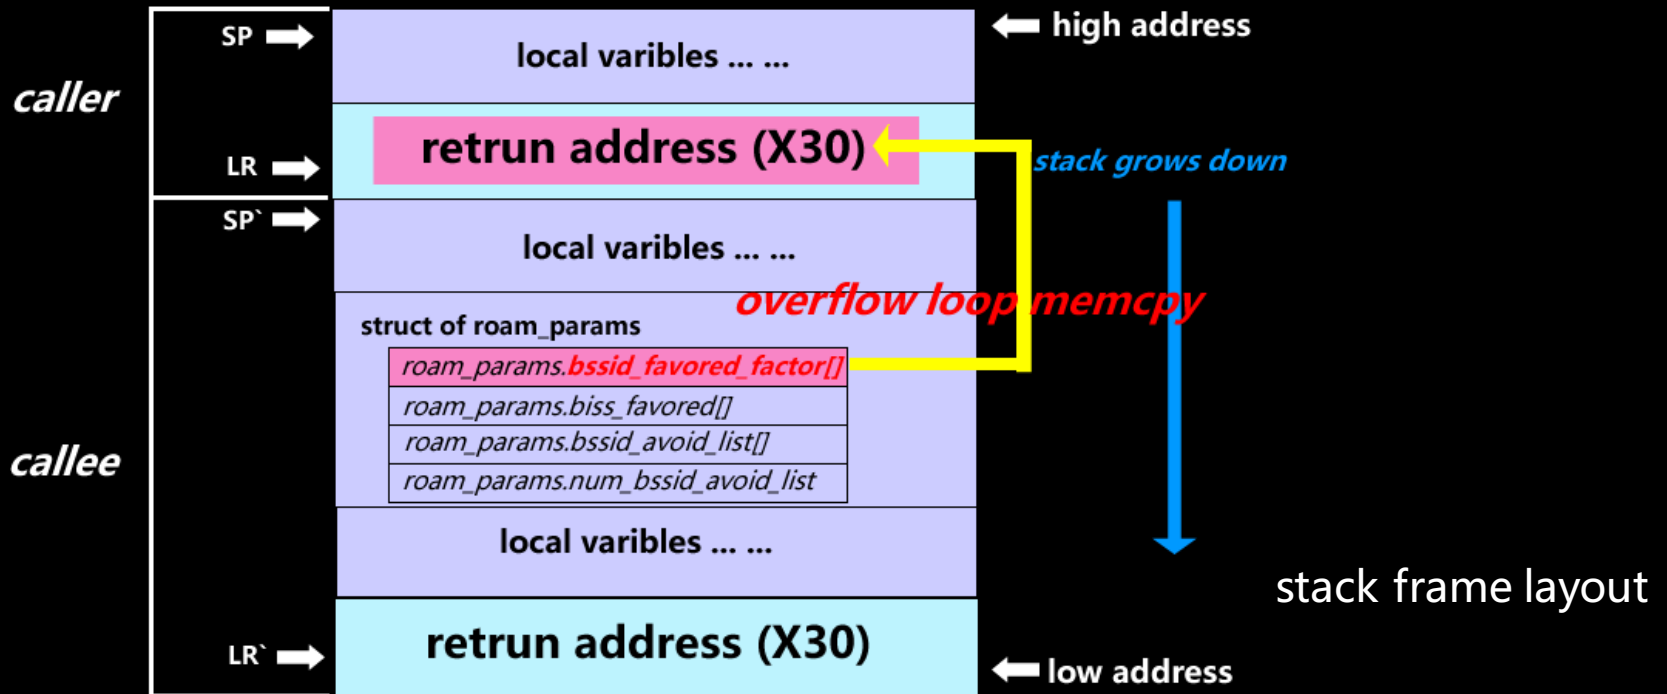 SP
local varibles ... ...
high address
caller
retrun address (X30)
stack grows down
LR
SP`
local varibles ... ...
overflow loop memcpy
struct of roam_params
roam_params.bssid_favored_factor[]
roam_params.biss_favored[]
roam_params.bssid_avoid_list[]
callee
roam_params.num_bssid_avoid_list
local varibles ... ...
stack frame layout
retrun address (X30)
LR`
low address